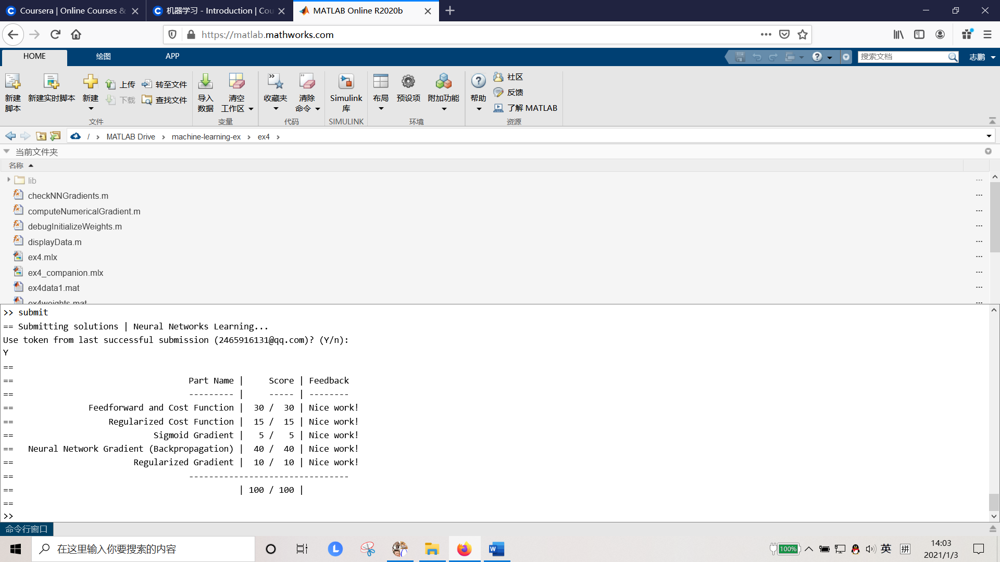 Coursera | Online Courses &
机器学习 - Introduction | Cou
MATLAB Online R2020b
https://matlab.mathworks.com
HOME
绘图
APP
搜索文档
志鹏
新建
脚本
新建实时脚本
新建
上传
下载
转至文件
查找文件
文件
导入
数据
清空
工作区
变量
收藏夹
清除
命令
代码
Simulink
库
SIMULINK
布局
预设项
附加功能
环境
帮助
社区
反馈
了解 MATLAB
资源
/ › MATLAB Drive › machine-learning-ex › ex4 ›
当前文件夹
名称
lib
checkNNGradients.m
computeNumericalGradient.m
debugInitializeWeights.m
displayData.m
ex4.mlx
ex4_companion.mlx
ex4data1.mat
ex4weights.mat
>> submit
== Submitting solutions | Neural Networks Learning...
Use token from last successful submission (2465916131@qq.com)? (Y/n):
Y
==
== Part Name | Score | Feedback
== --------- | ----- | --------
== Feedforward and Cost Function | 30 / 30 | Nice work!
== Regularized Cost Function | 15 / 15 | Nice work!
== Sigmoid Gradient | 5 / 5 | Nice work!
== Neural Network Gradient (Backpropagation) | 40 / 40 | Nice work!
== Regularized Gradient | 10 / 10 | Nice work!
== --------------------------------
== | 100 / 100 |
==
>>
命令行窗口
在这里输入你要搜索的内容
100%
英
拼
14:03
2021/1/3